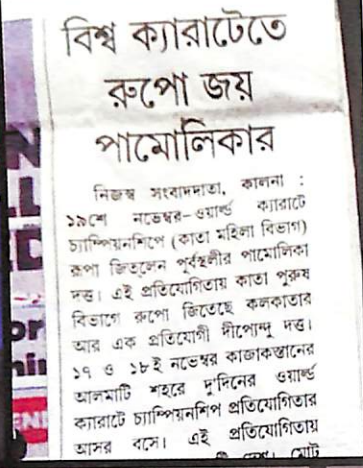 বিশ্ব ক্যারাটেতে
রুপো জয়
পামোলিকার
নিজস্ব সংবাদদাতা, কালনা :
১৯শে নভেম্বর-ওয়ার্ল্ড ক্যারাটে
চ্যাম্পিয়নশিপে (কাতা মহিলা বিভাগ)
রূপা জিতলেন পূর্বস্থলীর পামোলিকা
দত্ত। এই প্রতিযোগিতায় কাতা পুরুষ
বিভাগে রুপো জিতেছে কলকাতার
আর এক প্রতিযোগী দীপ্যেন্দু দত্ত।
১৭ ও ১৮ই নভেম্বর কাজাকস্তানের
আলমাটি শহরে দু'দিনের ওয়ার্ল্ড
ক্যারাটে চ্যাম্পিয়নশিপ প্রতিযোগিতার
আসর বসে। এই প্রতিযোগিতায়
মোট